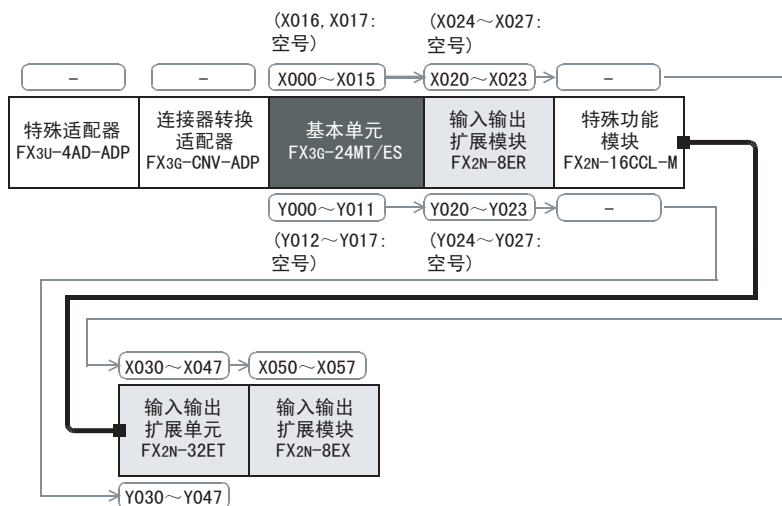 (X016, X017:
空号)
(X024～X027:
空号)
－
－
X000～X015
X020～X023
－
特殊适配器
FX3U-4AD-ADP
连接器转换
适配器
FX3G-CNV-ADP
基本单元
FX3G-24MT/ES
输入输出
扩展模块
FX2N-8ER
特殊功能
模块
FX2N-16CCL-M
Y000～Y011
Y020～Y023
－
(Y012～Y017:
空号)
(Y024～Y027:
空号)
X030～X047
X050～X057
输入输出
扩展单元
FX2N-32ET
输入输出
扩展模块
FX2N-8EX
Y030～Y047